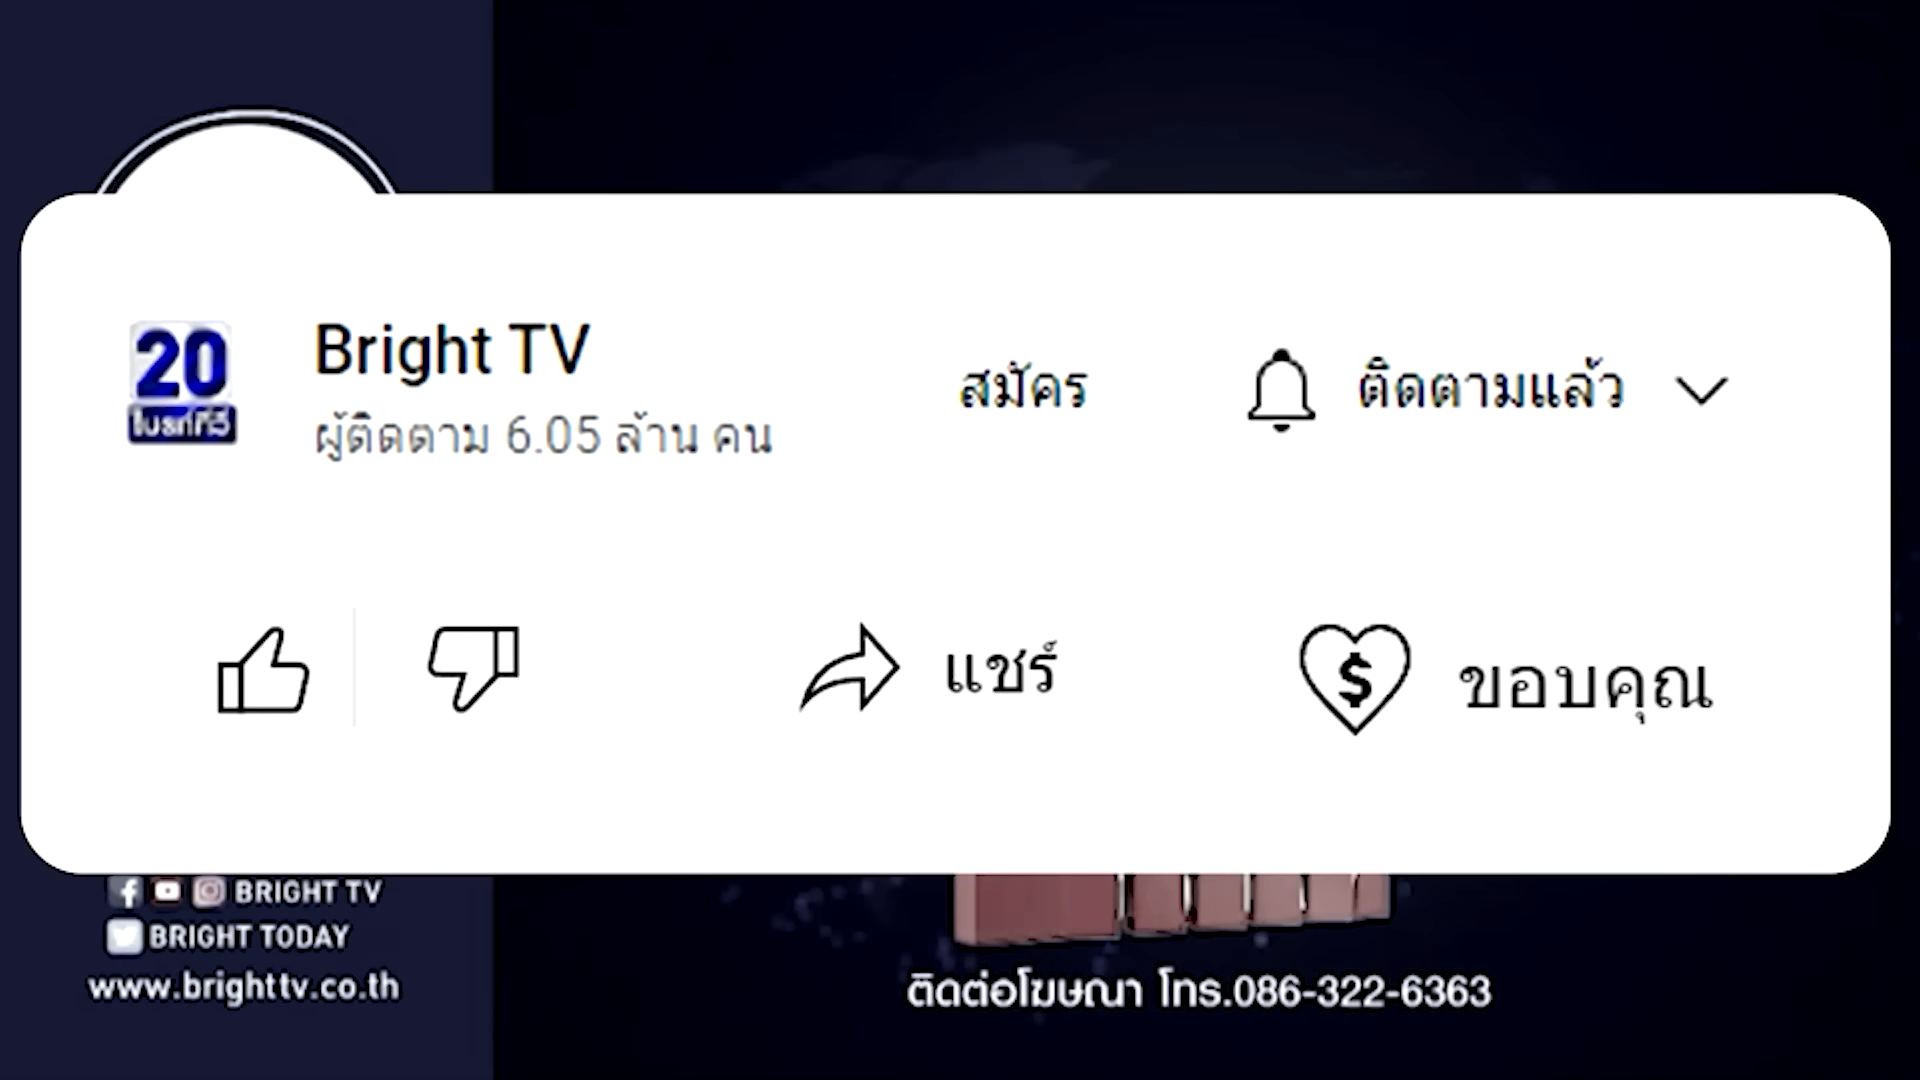 20
ไบรท์ทีวี
Bright TV
ผู้ติดตาม 6.05 ล้าน คน
สมัคร
ติดตามแล้ว
แชร์
$
ขอบคุณ
BRIGHT TV
BRIGHT TODAY
www.brighttv.co.th
ติดต่อโฆษณา โทร.086-322-6363